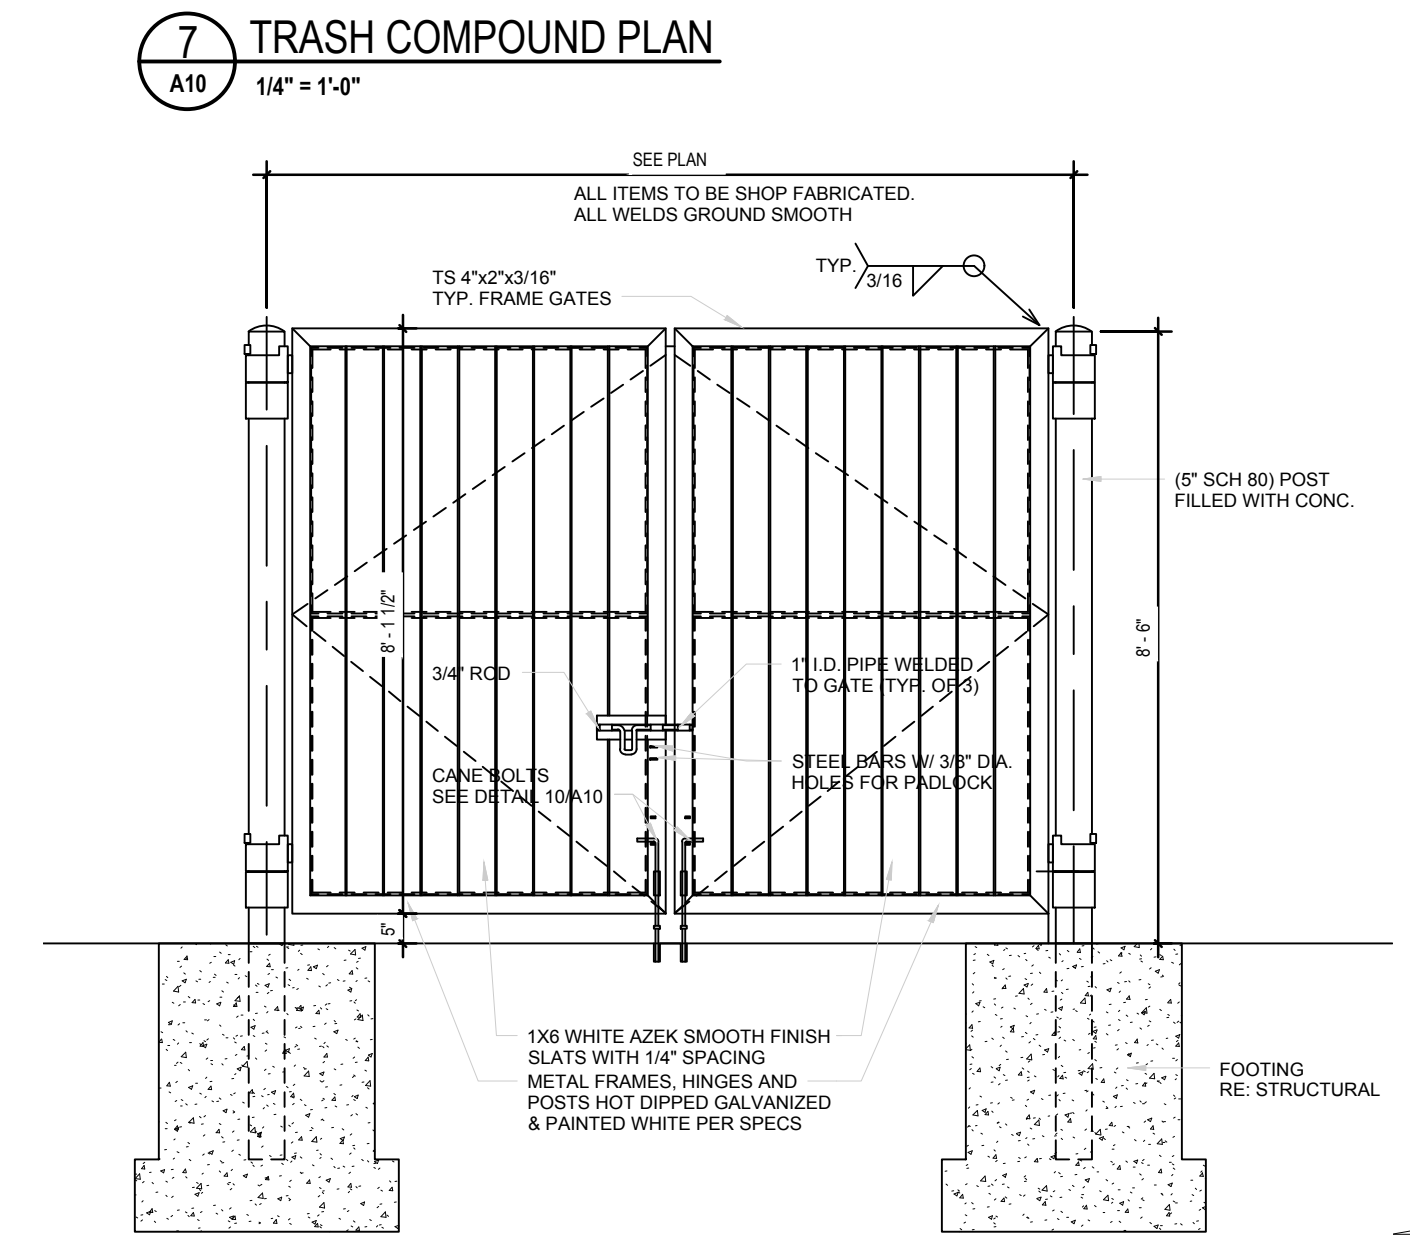 7
A10
TRASH COMPOUND PLAN
1/4" = 1'-0"
SEE PLAN
ALL ITEMS TO BE SHOP FABRICATED.
ALL WELDS GROUND SMOOTH
TYP.
3/16
TS 4"x2"x3/16"
TYP. FRAME GATES
(5" SCH 80) POST
FILLED WITH CONC.
8' - 1 1/2"
8' - 6"
3/4" ROD
1" I.D. PIPE WELDED
TO GATE (TYP. OF 3)
STEEL BARS W/ 3/8" DIA.
HOLES FOR PADLOCK
CANE BOLTS
SEE DETAIL 10/A10
5"
1X6 WHITE AZEK SMOOTH FINISH
SLATS WITH 1/4" SPACING
METAL FRAMES, HINGES AND
POSTS HOT DIPPED GALVANIZED
& PAINTED WHITE PER SPECS
FOOTING
RE: STRUCTURAL